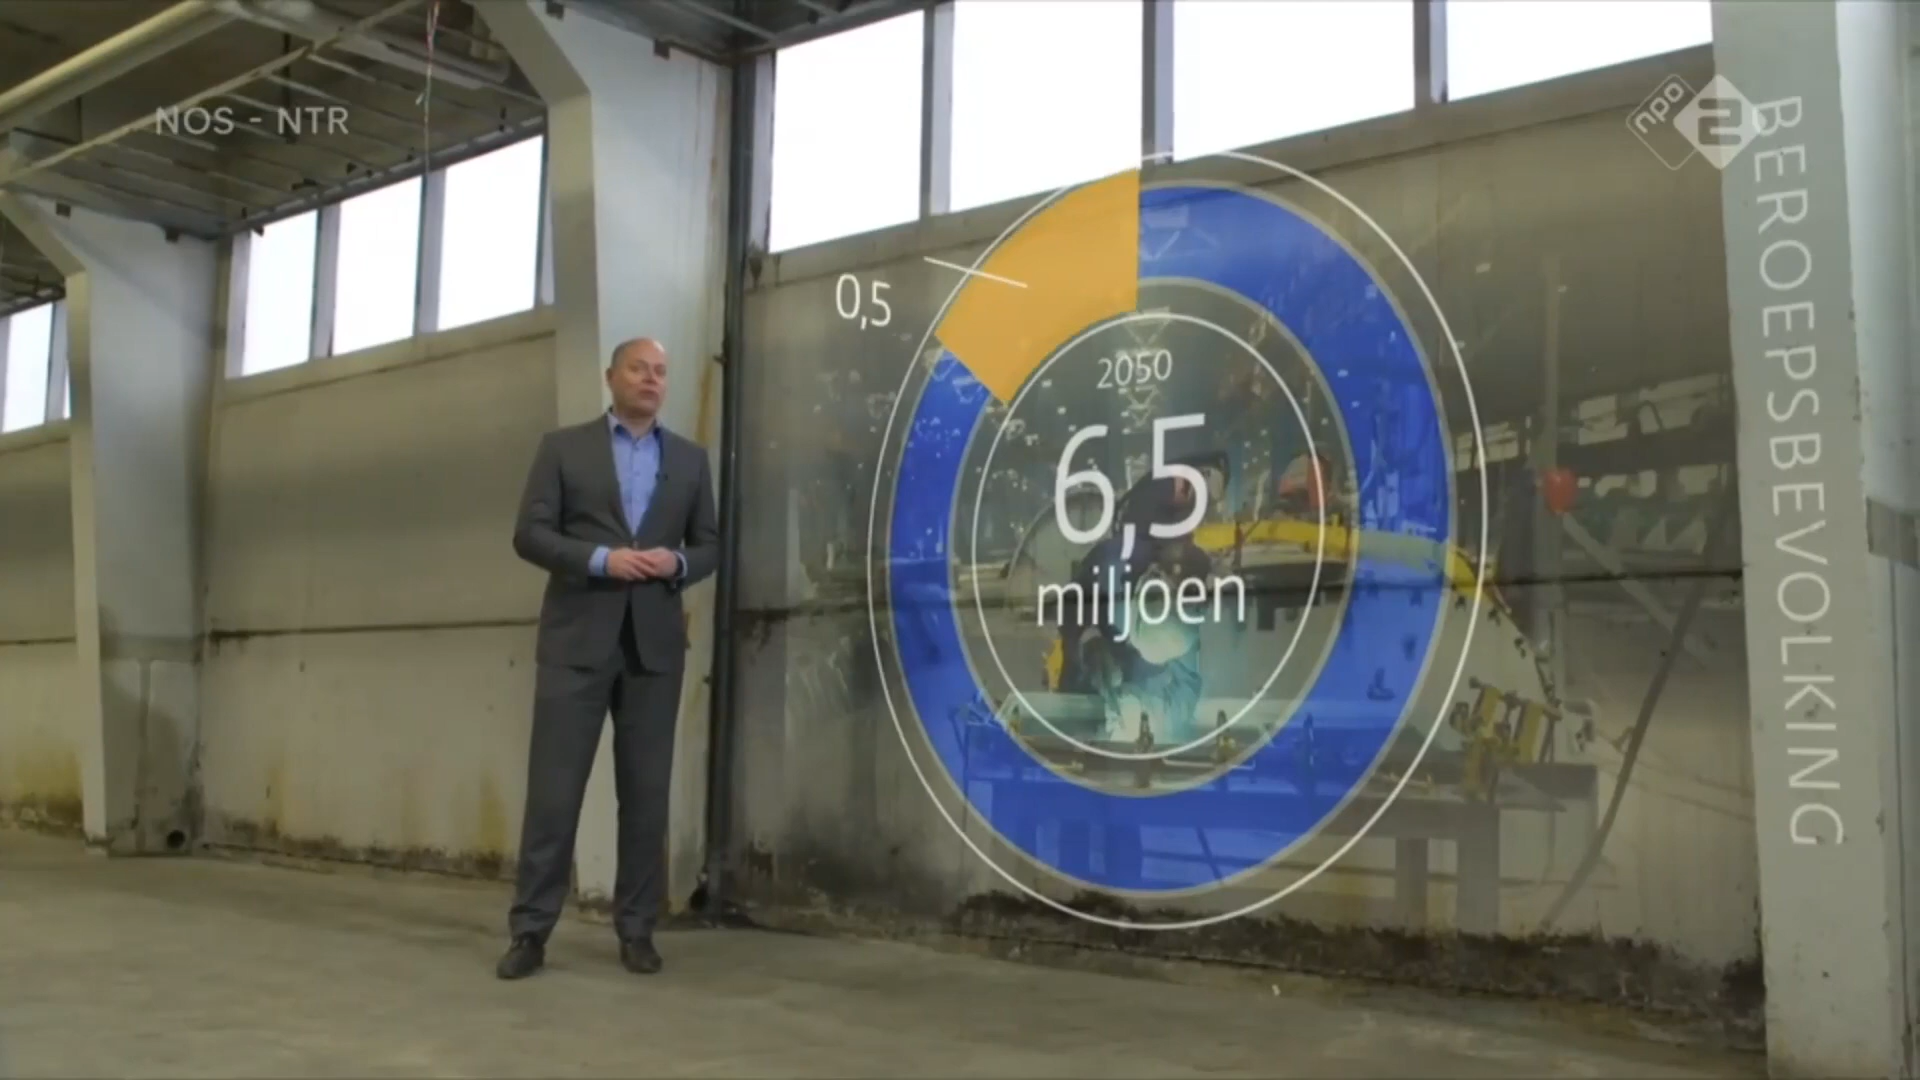 NOS - NTR
npo 2
0,5
2050
6,5
miljoen
BEROEPSBEVOLKING